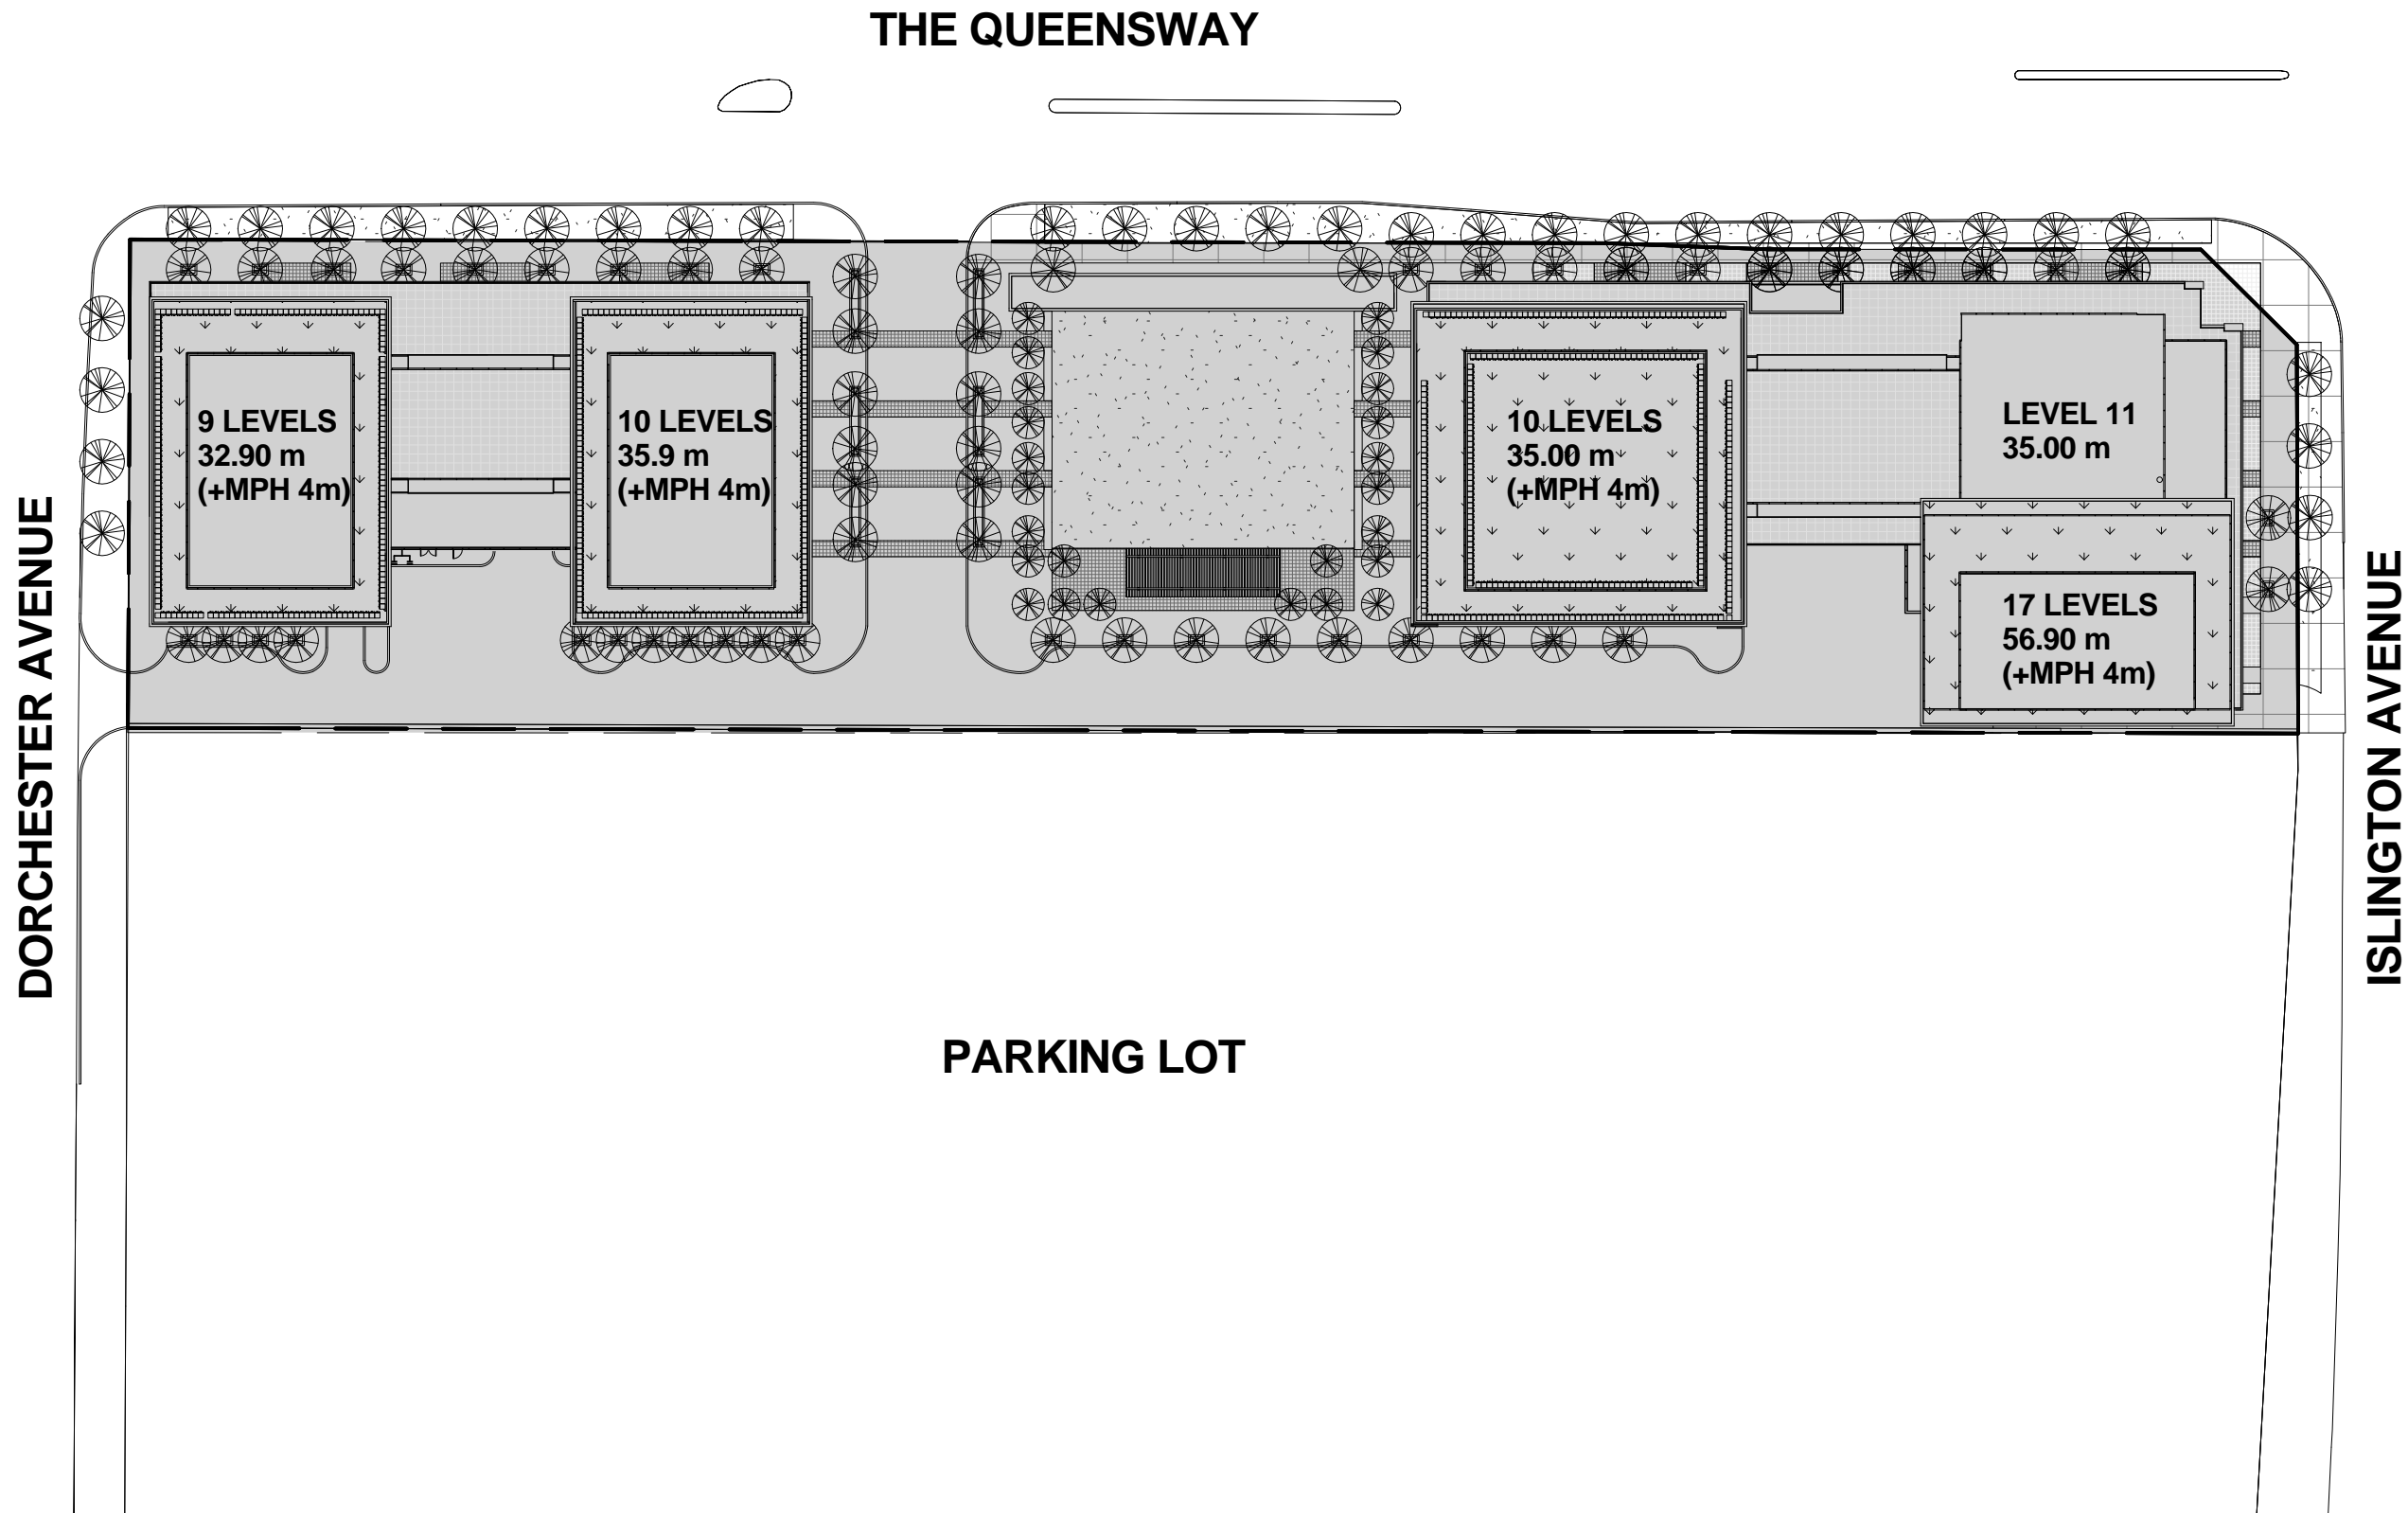 THE QUEENSWAY
9 LEVELS
32.90 m
(+MPH 4m)
10 LEVELS
35.9 m
(+MPH 4m)
10 LEVELS
35.00 m
(+MPH 4m)
LEVEL 11
35.00 m
17 LEVELS
56.90 m
(+MPH 4m)
DORCHESTER AVENUE
ISLINGTON AVENUE
PARKING LOT